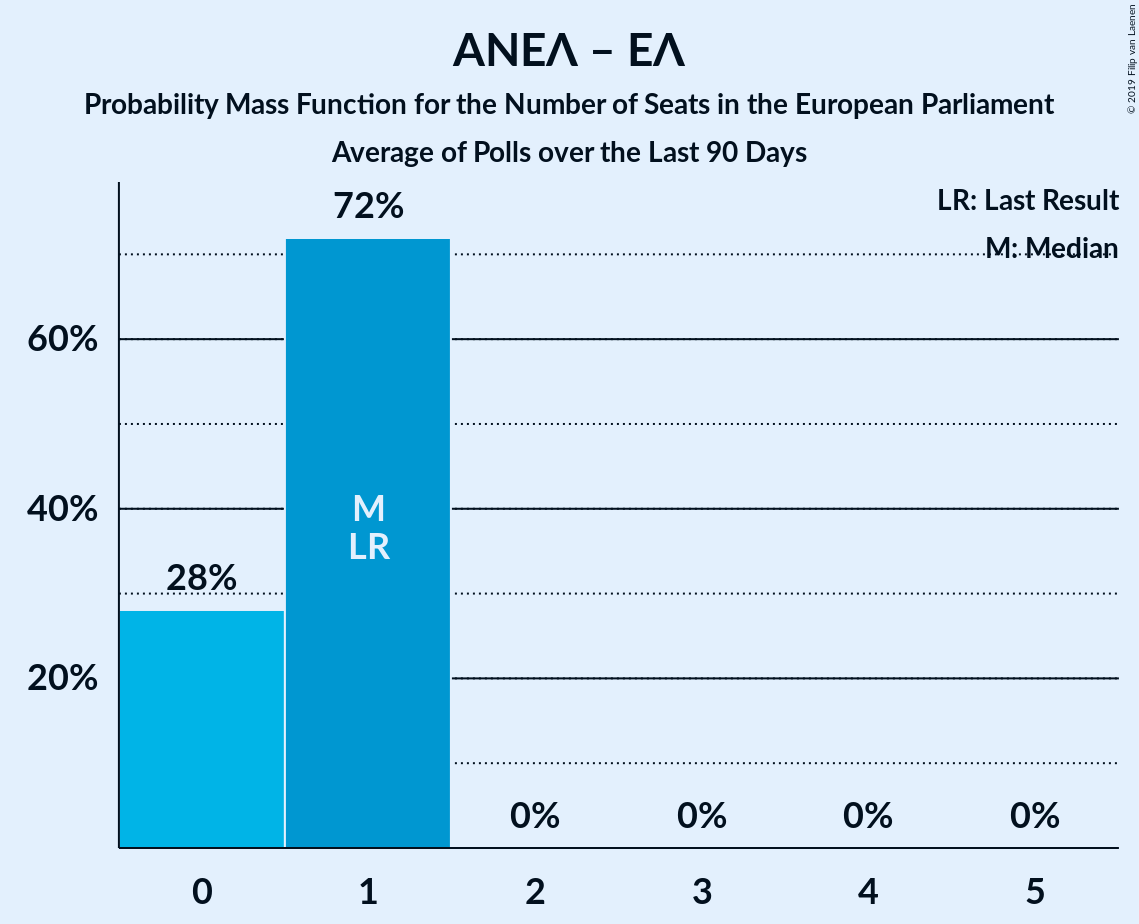 ΑΝΕΛ – ΕΛ
Probability Mass Function for the Number of Seats in the European Parliament
Average of Polls over the Last 90 Days
© 2019 Filip van Laenen
LR: Last Result
M: Median
72%
60%
M
40%
LR
28%
20%
0% 0% 0% 0%
0 1 2 3 4 5